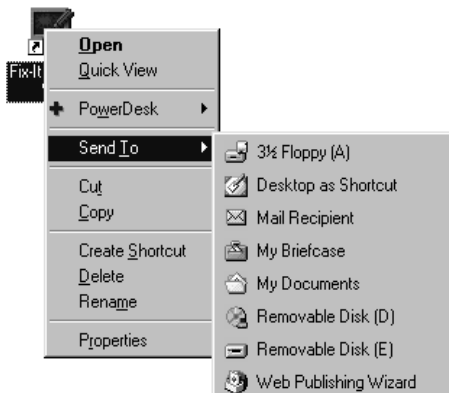 Fix-It
Open
Quick View
PowerDesk
Send To
Cut
Copy
Create Shortcut
Delete
Rename
Properties
3½ Floppy (A)
Desktop as Shortcut
Mail Recipient
My Briefcase
My Documents
Removable Disk (D)
Removable Disk (E)
Web Publishing Wizard